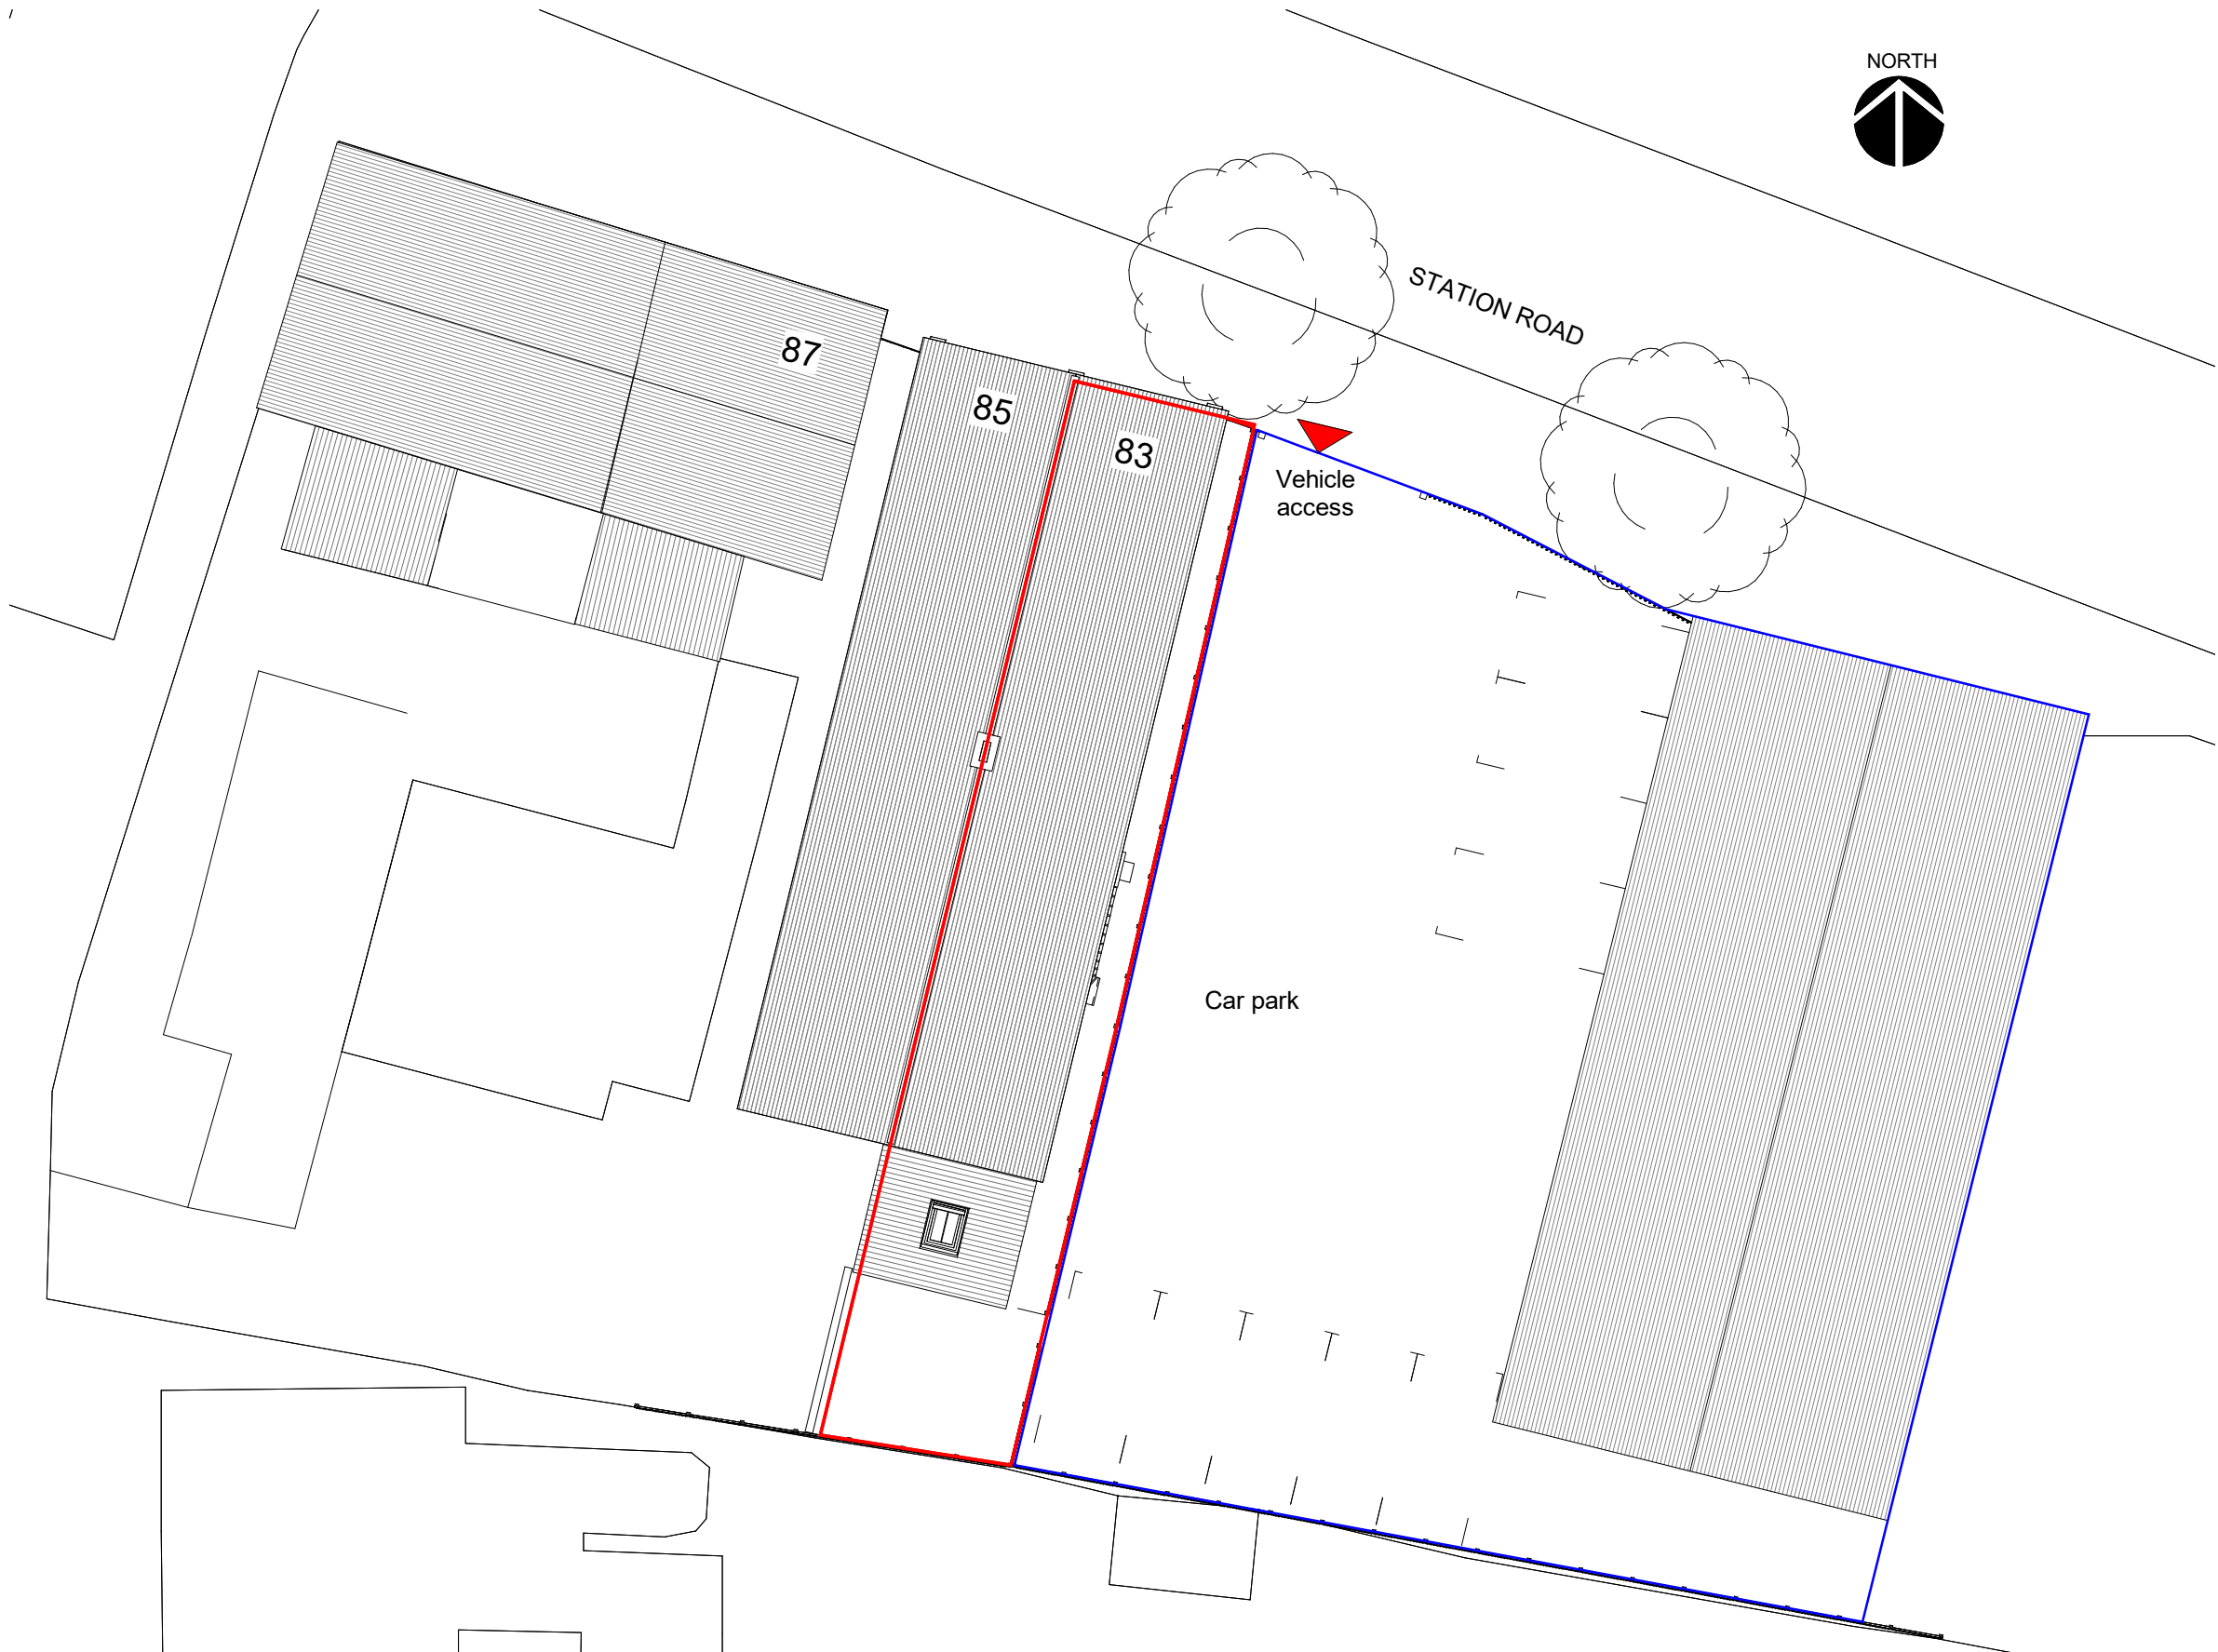 NORTH
STATION ROAD
87
85
83
Vehicle
access
Car park